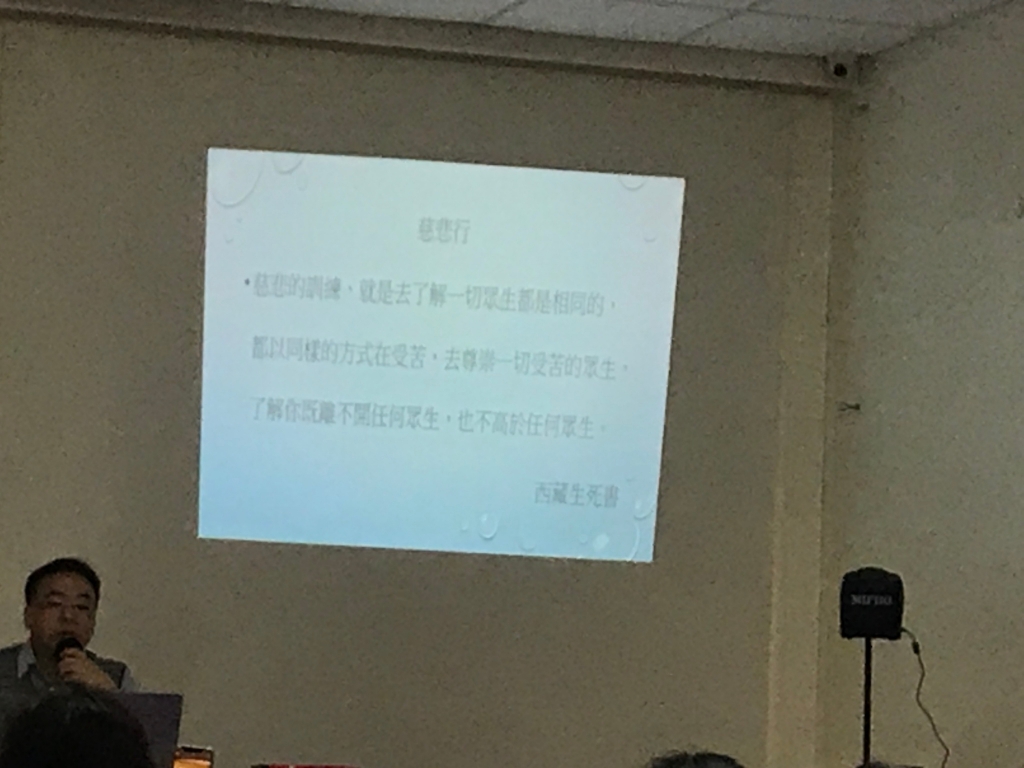 慈悲行
•慈悲的訓練，就是去了解一切眾生都是相同的，
都以同樣的方式在受苦，去尊崇一切受苦的眾生，
了解你既離不開任何眾生，也不高於任何眾生。
西藏生死書